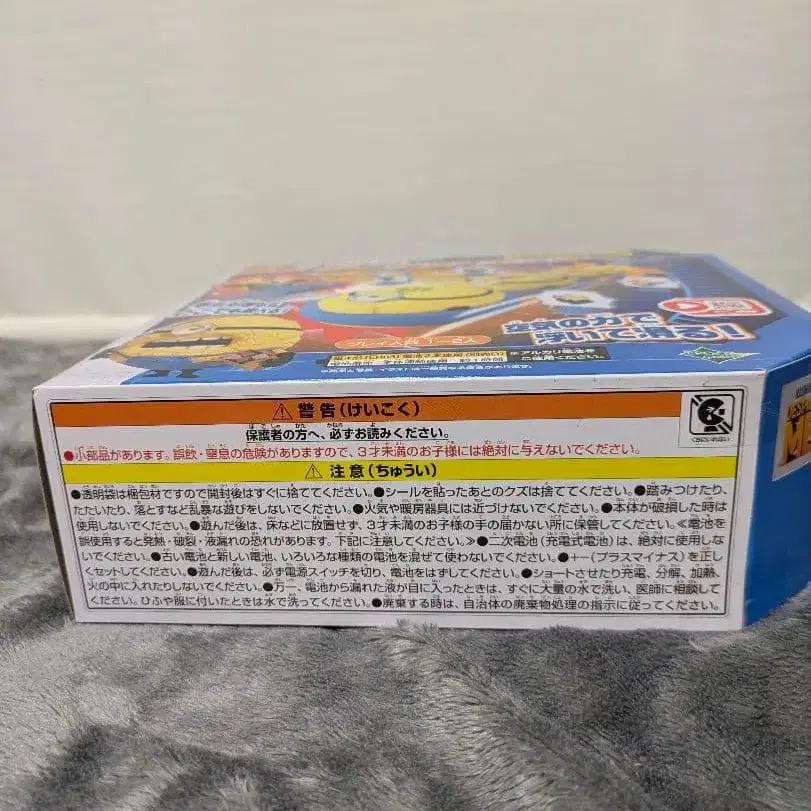 空気の力で
浮いて滑る!
プレイ人数 1~2人
⚠ 警告(けいこく)
保護者の方へ、必ずお読みください。
●小部品があります。誤飲・窒息の危険がありますので、3才未満のお子様には絶対に与えないでください。
⚠ 注意(ちゅうい)
●透明袋は梱包材ですので開封後はすぐに捨ててください。●シールを貼ったあとのクズは捨ててください。●踏みつけたり、
たたいたり、落とすなど乱暴な遊びをしないでください。●火気や暖房器具には近づけないでください。●本体が破損した時は
使用しないでください。●遊んだ後は、床などに放置せず、3才未満のお子様の手の届かない所に保管してください。≪電池を
誤使用すると発熱・破裂・液漏れの恐れがあります。下記に注意してください。≫●二次電池(充電式電池)は、絶対に使用しな
いでください。●古い電池と新しい電池、いろいろな種類の電池を混ぜて使わないでください。●+-(プラスマイナス)を正し
くセットしてください。●遊んだ後は、必ず電源スイッチを切り、電池をはずしてください。●ショートさせたり充電、分解、加熱、
火の中に入れたりしないでください。●万一、電池から漏れた液が目に入ったときは、すぐに大量の水で洗い、医師に相談して
ください。ひふや服に付いたときは水で洗ってください。●廃棄する時は、自治体の廃棄物処理の指示に従ってください。